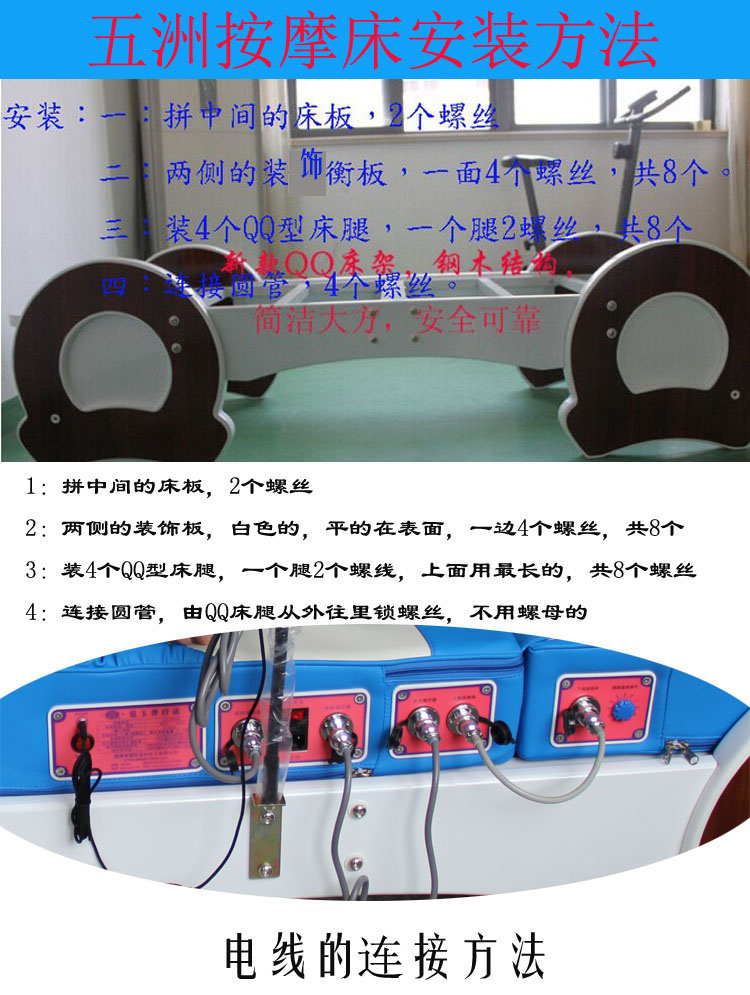 五洲按摩床安装方法
安装：一：拼中间的床板，2个螺丝
二：两侧的装饰衡板，一面4个螺丝，共8个。
三：装4个QQ型床腿，一个腿2螺丝，共8个
新款QQ床架，钢木结构，
四：连接圆管，4个螺丝。
简洁大方，安全可靠
1：拼中间的床板，2个螺丝
2：两侧的装饰板，白色的，平的在表面，一边4个螺丝，共8个
3：装4个QQ型床腿，一个腿2个螺线，上面用最长的，共8个螺丝
4：连接圆管，由QQ床腿从外往里锁螺丝，不用螺母的
电线的连接方法